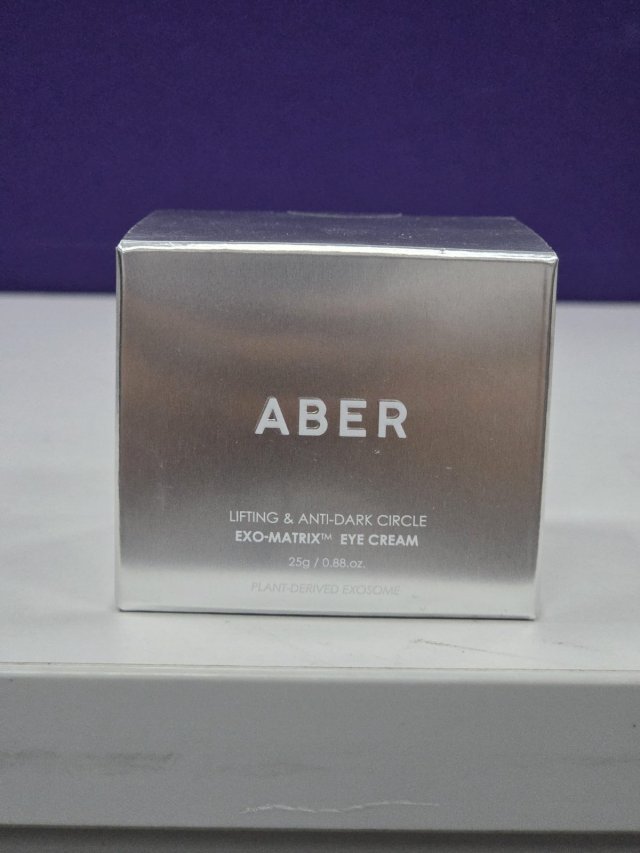 ABER
LIFTING & ANTI-DARK CIRCLE
EXO-MATRIX™ EYE CREAM
25g / 0.88.oz.
PLANT-DERIVED EXOSOME